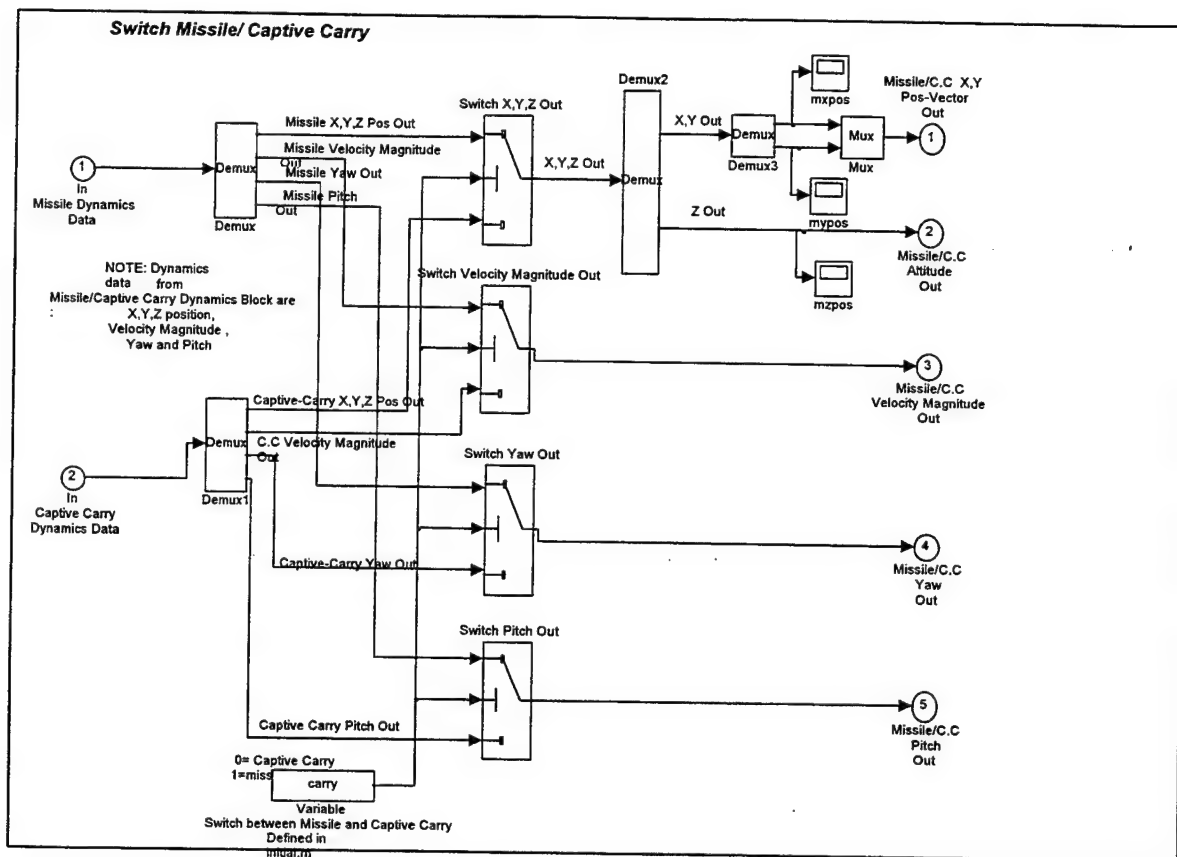 Switch Missile/ Captive Carry
Demux2
mxpos
Missile/C.C X,Y
Pos-Vector
Out
Switch X,Y,Z Out
Missile X,Y,Z Pos Out
X,Y Out
Demux
Demux3
Mux
Mux
1
1
In
Missile Dynamics
Data
Demux
Demux
Missile Velocity Magnitude
Out
Missile Yaw Out
Missile Pitch
Out
X,Y,Z Out
Demux
mypos
Z Out
2
Missile/C.C
Altitude
Out
mzpos
NOTE: Dynamics
data from
Missile/Captive Carry Dynamics Block are
:
X,Y,Z position,
Velocity Magnitude ,
Yaw and Pitch
Switch Velocity Magnitude Out
3
Missile/C.C
Velocity Magnitude
Out
Captive-Carry X,Y,Z Pos Out
Demux
Demux1
C.C Velocity Magnitude
Out
2
In
Captive Carry
Dynamics Data
Switch Yaw Out
Captive-Carry Yaw Out
4
Missile/C.C
Yaw
Out
Switch Pitch Out
Captive Carry Pitch Out
5
Missile/C.C
Pitch
Out
0= Captive Carry
1=miss
carry
Variable
Switch between Missile and Captive Carry
Defined in
initial.m